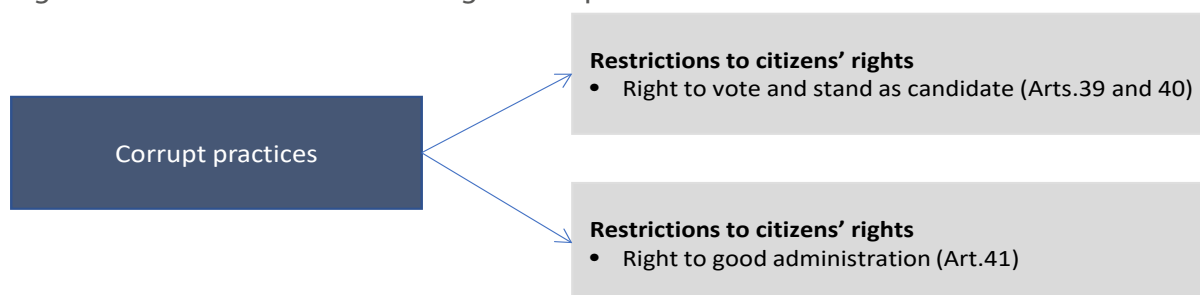 Corrupt practices
Restrictions to citizens’ rights
• Right to vote and stand as candidate (Arts.39 and 40)
Restrictions to citizens’ rights
• Right to good administration (Art.41)